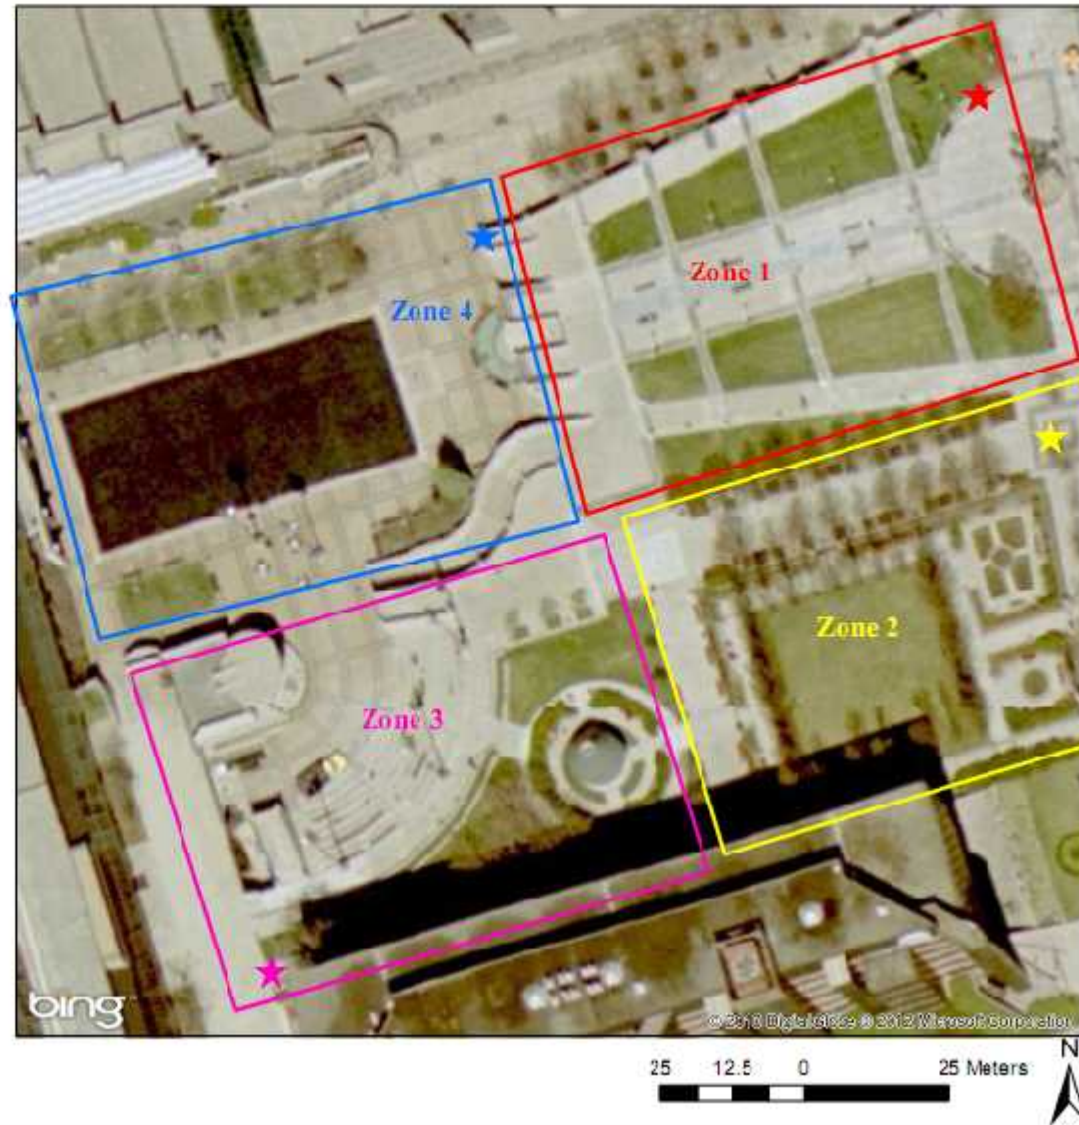 Zone 1
Zone 4
Zone 2
Zone 3
bing
© 2010 DigitalGlobe © 2012 Microsoft Corporation
N
25 12.5 0 25 Meters